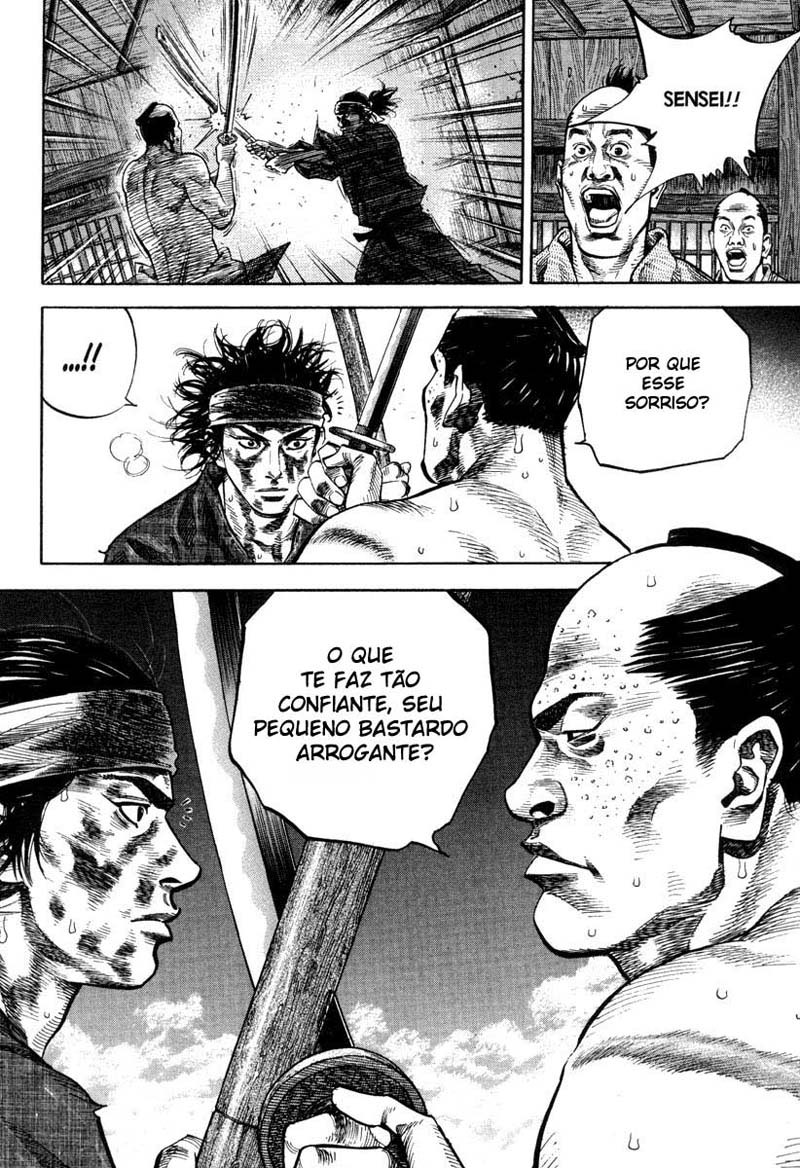 SENSEI!!
POR QUE
ESSE
SORRISO?
.....!!
O QUE
TE FAZ TÃO
CONFIANTE, SEU
PEQUENO BASTARDO
ARROGANTE?